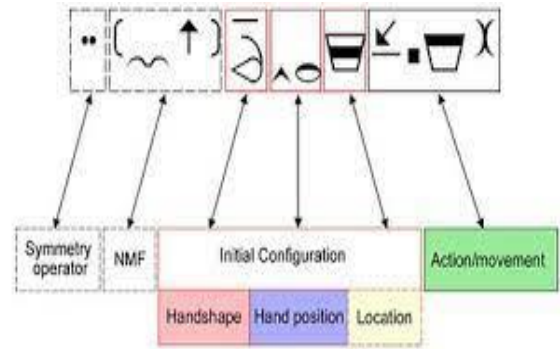 Symmetry
operator
NMF
Initial Configuration
Action/movement
Handshape
Hand position
Location